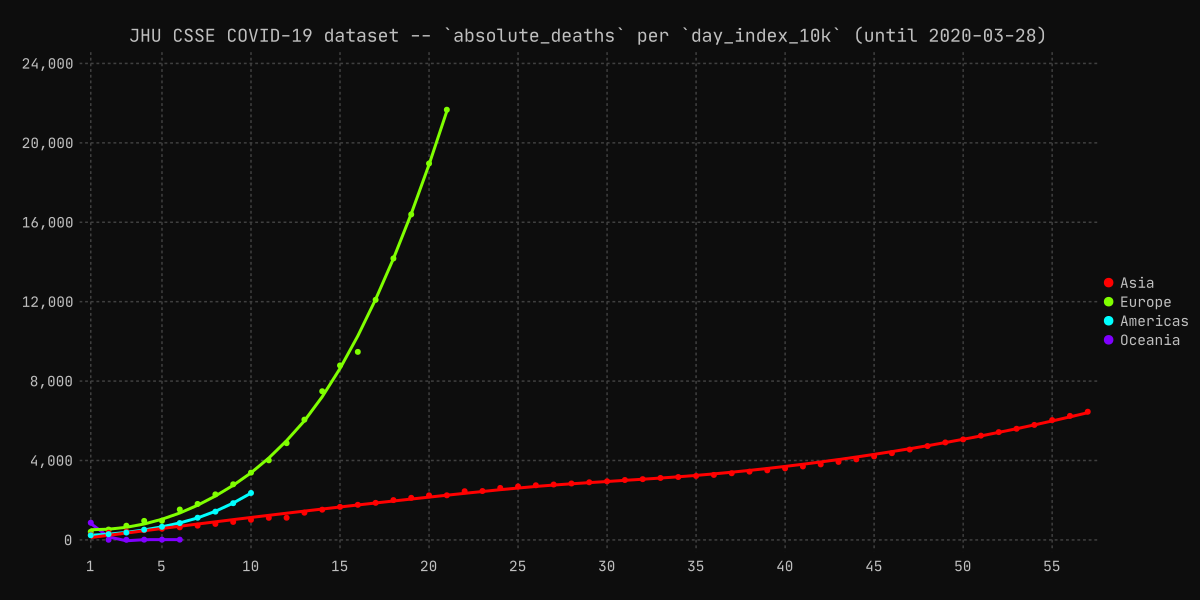 JHU CSSE COVID-19 dataset -- `absolute_deaths` per `day_index_10k` (until 2020-03-28)
24,000
20,000
16,000
12,000
8,000
4,000
0
1 5 10 15 20 25 30 35 40 45 50 55
Asia
Europe
Americas
Oceania